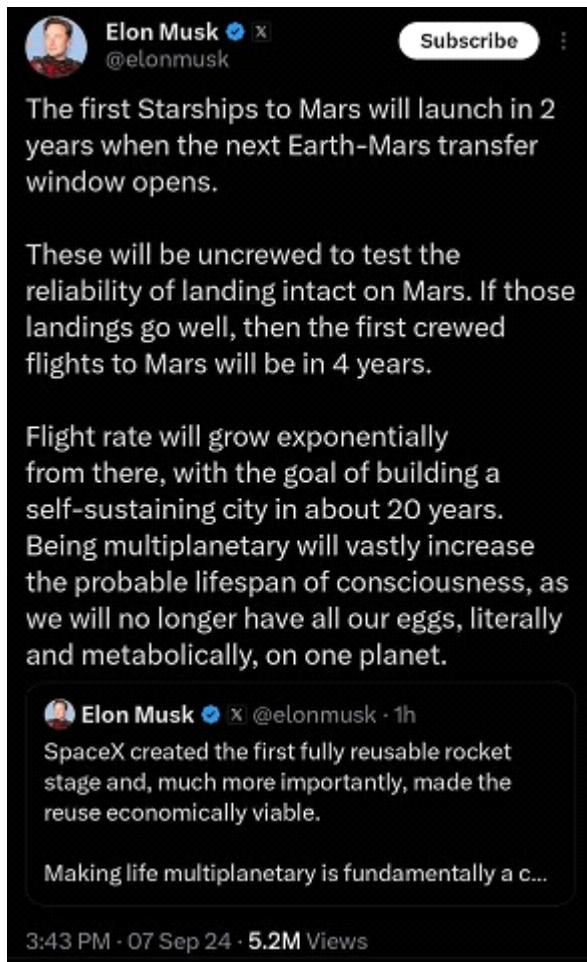 Elon Musk X
@elonmusk
Subscribe
The first Starships to Mars will launch in 2
years when the next Earth-Mars transfer
window opens.
These will be uncrewed to test the
reliability of landing intact on Mars. If those
landings go well, then the first crewed
flights to Mars will be in 4 years.
Flight rate will grow exponentially
from there, with the goal of building a
self-sustaining city in about 20 years.
Being multiplanetary will vastly increase
the probable lifespan of consciousness, as
we will no longer have all our eggs, literally
and metabolically, on one planet.
Elon Musk X @elonmusk · 1h
SpaceX created the first fully reusable rocket
stage and, much more importantly, made the
reuse economically viable.
Making life multiplanetary is fundamentally a c...
3:43 PM · 07 Sep 24 · 5.2M Views